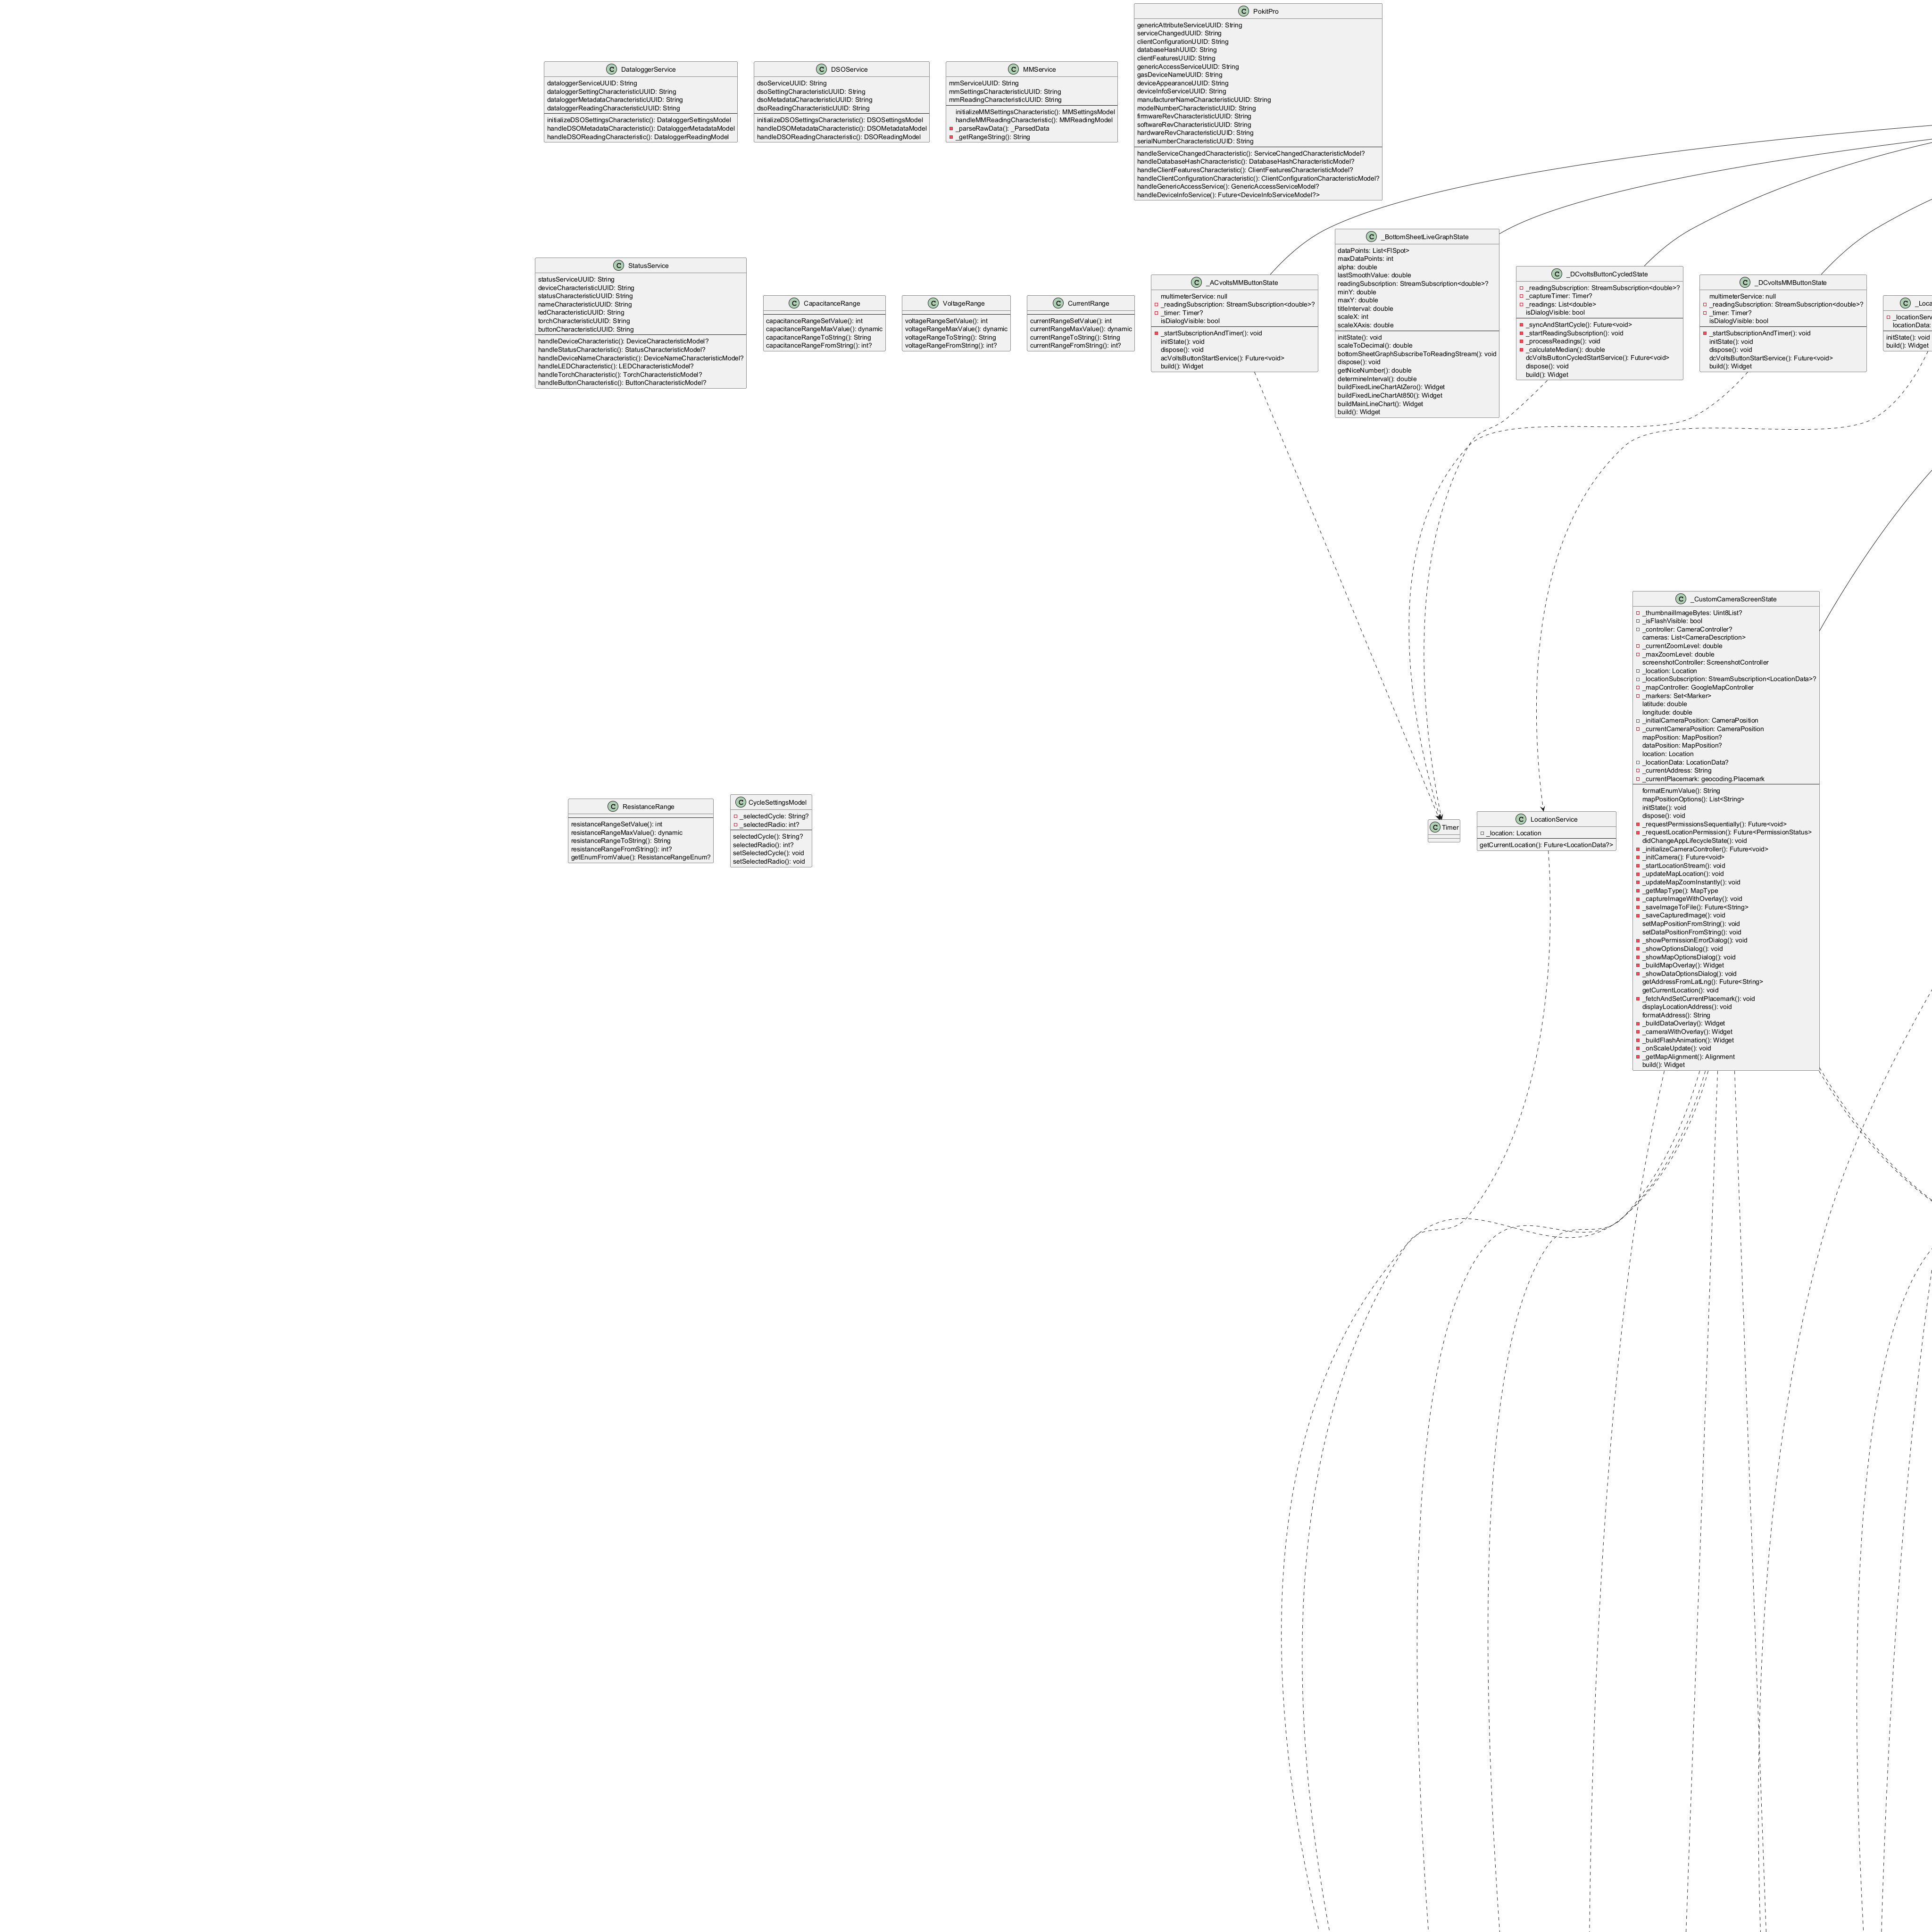 C PokitPro
genericAttributeServiceUUID: String
serviceChangedUUID: String
clientConfigurationUUID: String
databaseHashUUID: String
clientFeaturesUUID: String
genericAccessServiceUUID: String
gasDeviceNameUUID: String
deviceAppearanceUUID: String
deviceInfoServiceUUID: String
manufacturerNameCharacteristicUUID: String
modelNumberCharacteristicUUID: String
firmwareRevCharacteristicUUID: String
softwareRevCharacteristicUUID: String
hardwareRevCharacteristicUUID: String
serialNumberCharacteristicUUID: String
handleServiceChangedCharacteristic(): ServiceChangedCharacteristicModel?
handleDatabaseHashCharacteristic(): DatabaseHashCharacteristicModel?
handleClientFeaturesCharacteristic(): ClientFeaturesCharacteristicModel?
handleClientConfigurationCharacteristic(): ClientConfigurationCharacteristicModel?
handleGenericAccessService(): GenericAccessServiceModel?
handleDeviceInfoService(): Future<DeviceInfoServiceModel?>
C DataloggerService
dataloggerServiceUUID: String
dataloggerSettingCharacteristicUUID: String
dataloggerMetadataCharacteristicUUID: String
dataloggerReadingCharacteristicUUID: String
initializeDSOSettingsCharacteristic(): DataloggerSettingsModel
handleDSOMetadataCharacteristic(): DataloggerMetadataModel
handleDSOReadingCharacteristic(): DataloggerReadingModel
C DSOService
dsoServiceUUID: String
dsoSettingCharacteristicUUID: String
dsoMetadataCharacteristicUUID: String
dsoReadingCharacteristicUUID: String
initializeDSOSettingsCharacteristic(): DSOSettingsModel
handleDSOMetadataCharacteristic(): DSOMetadataModel
handleDSOReadingCharacteristic(): DSOReadingModel
C MMService
mmServiceUUID: String
mmSettingsCharacteristicUUID: String
mmReadingCharacteristicUUID: String
initializeMMSettingsCharacteristic(): MMSettingsModel
handleMMReadingCharacteristic(): MMReadingModel
_parseRawData(): _ParsedData
_getRangeString(): String
C StatusService
statusServiceUUID: String
deviceCharacteristicUUID: String
statusCharacteristicUUID: String
nameCharacteristicUUID: String
ledCharacteristicUUID: String
torchCharacteristicUUID: String
buttonCharacteristicUUID: String
handleDeviceCharacteristic(): DeviceCharacteristicModel?
handleStatusCharacteristic(): StatusCharacteristicModel?
handleDeviceNameCharacteristic(): DeviceNameCharacteristicModel?
handleLEDCharacteristic(): LEDCharacteristicModel?
handleTorchCharacteristic(): TorchCharacteristicModel?
handleButtonCharacteristic(): ButtonCharacteristicModel?
C CapacitanceRange
capacitanceRangeSetValue(): int
capacitanceRangeMaxValue(): dynamic
capacitanceRangeToString(): String
capacitanceRangeFromString(): int?
C VoltageRange
voltageRangeSetValue(): int
voltageRangeMaxValue(): dynamic
voltageRangeToString(): String
voltageRangeFromString(): int?
C CurrentRange
currentRangeSetValue(): int
currentRangeMaxValue(): dynamic
currentRangeToString(): String
currentRangeFromString(): int?
C _ACvoltsMMButtonState
multimeterService: null
_readingSubscription: StreamSubscription<double>?
_timer: Timer?
isDialogVisible: bool
_startSubscriptionAndTimer(): void
initState(): void
dispose(): void
acVoltsButtonStartService(): Future<void>
build(): Widget
C _BottomSheetLiveGraphState
dataPoints: List<FlSpot>
maxDataPoints: int
alpha: double
lastSmoothValue: double
readingSubscription: StreamSubscription<double>?
minY: double
maxY: double
titleInterval: double
scaleX: int
scaleXAxis: double
initState(): void
scaleToDecimal(): double
bottomSheetGraphSubscribeToReadingStream(): void
dispose(): void
getNiceNumber(): double
determineInterval(): double
buildFixedLineChartAtZero(): Widget
buildFixedLineChartAt850(): Widget
buildMainLineChart(): Widget
build(): Widget
C _DCvoltsButtonCycledState
_readingSubscription: StreamSubscription<double>?
_captureTimer: Timer?
_readings: List<double>
isDialogVisible: bool
_syncAndStartCycle(): Future<void>
_startReadingSubscription(): void
_processReadings(): void
_calculateMedian(): double
dcVoltsButtonCycledStartService(): Future<void>
dispose(): void
build(): Widget
C _DCvoltsMMButtonState
multimeterService: null
_readingSubscription: StreamSubscription<double>?
_timer: Timer?
isDialogVisible: bool
_startSubscriptionAndTimer(): void
initState(): void
dispose(): void
dcVoltsButtonStartService(): Future<void>
build(): Widget
C
locationData:
initState(): void
build(): Widget
C _CustomCameraScreenState
_thumbnailImageBytes: Uint8List?
_isFlashVisible: bool
_controller: CameraController?
cameras: List<CameraDescription>
_currentZoomLevel: double
_maxZoomLevel: double
screenshotController: ScreenshotController
_location: Location
_locationSubscription: StreamSubscription<LocationData>?
_mapController: GoogleMapController
_markers: Set<Marker>
latitude: double
longitude: double
_initialCameraPosition: CameraPosition
_currentCameraPosition: CameraPosition
mapPosition: MapPosition?
dataPosition: MapPosition?
location: Location
_locationData: LocationData?
_currentAddress: String
_currentPlacemark: geocoding.Placemark
formatEnumValue(): String
mapPositionOptions(): List<String>
initState(): void
dispose(): void
_requestPermissionsSequentially(): Future<void>
_requestLocationPermission(): Future<PermissionStatus>
didChangeAppLifecycleState(): void
_initializeCameraController(): Future<void>
_initCamera(): Future<void>
_startLocationStream(): void
_updateMapLocation(): void
_updateMapZoomInstantly(): void
_getMapType(): MapType
_captureImageWithOverlay(): void
_saveImageToFile(): Future<String>
_saveCapturedImage(): void
setMapPositionFromString(): void
setDataPositionFromString(): void
_showPermissionErrorDialog(): void
_showOptionsDialog(): void
_showMapOptionsDialog(): void
_buildMapOverlay(): Widget
_showDataOptionsDialog(): void
getAddressFromLatLng(): Future<String>
getCurrentLocation(): void
_fetchAndSetCurrentPlacemark(): void
displayLocationAddress(): void
formatAddress(): String
_buildDataOverlay(): Widget
_cameraWithOverlay(): Widget
_buildFlashAnimation(): Widget
_onScaleUpdate(): void
_getMapAlignment(): Alignment
build(): Widget
C ResistanceRange
resistanceRangeSetValue(): int
resistanceRangeMaxValue(): dynamic
resistanceRangeToString(): String
resistanceRangeFromString(): int?
getEnumFromValue(): ResistanceRangeEnum?
C CycleSettingsModel
_selectedCycle: String?
_selectedRadio: int?
selectedCycle(): String?
selectedRadio(): int?
setSelectedCycle(): void
setSelectedRadio(): void
C Timer
C LocationService
_location: Location
getCurrentLocation(): Future<LocationData?>